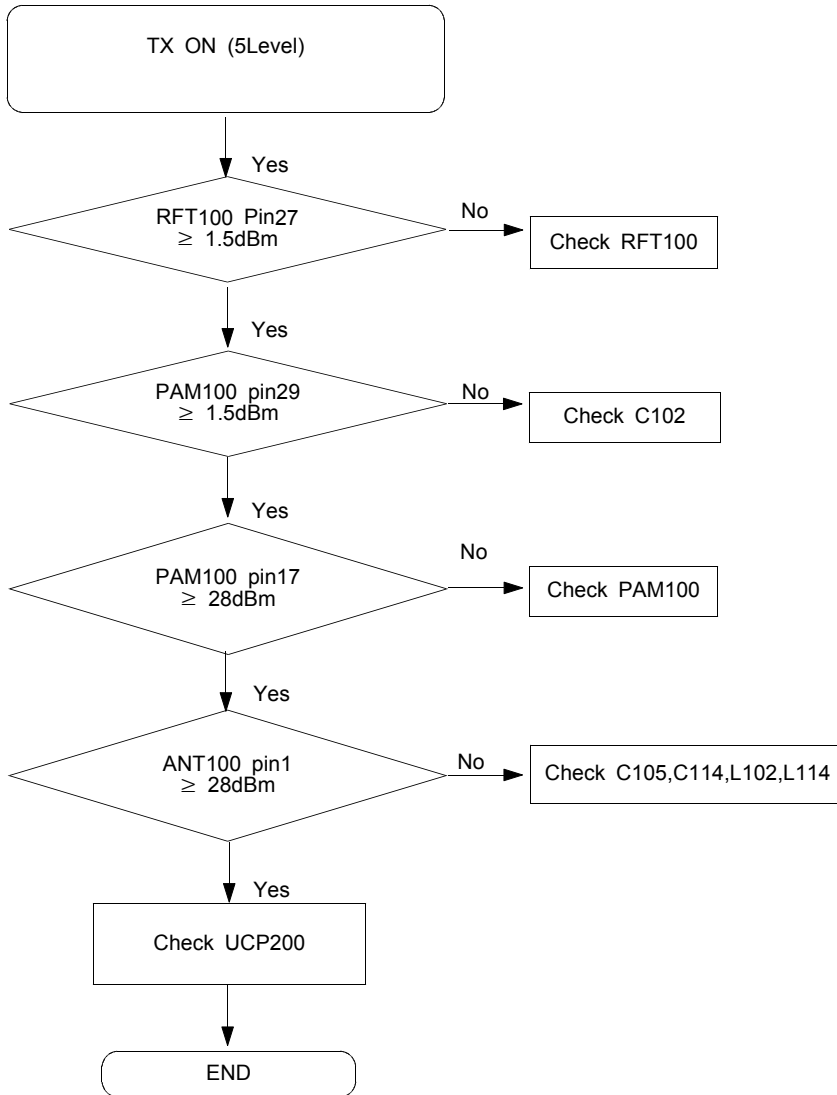 TX ON (5Level)
Yes
RFT100 Pin27
≥ 1.5dBm
No
Check RFT100
Yes
PAM100 pin29
≥ 1.5dBm
No
Check C102
Yes
PAM100 pin17
≥ 28dBm
No
Check PAM100
Yes
ANT100 pin1
≥ 28dBm
No
Check C105,C114,L102,L114
Yes
Check UCP200
END